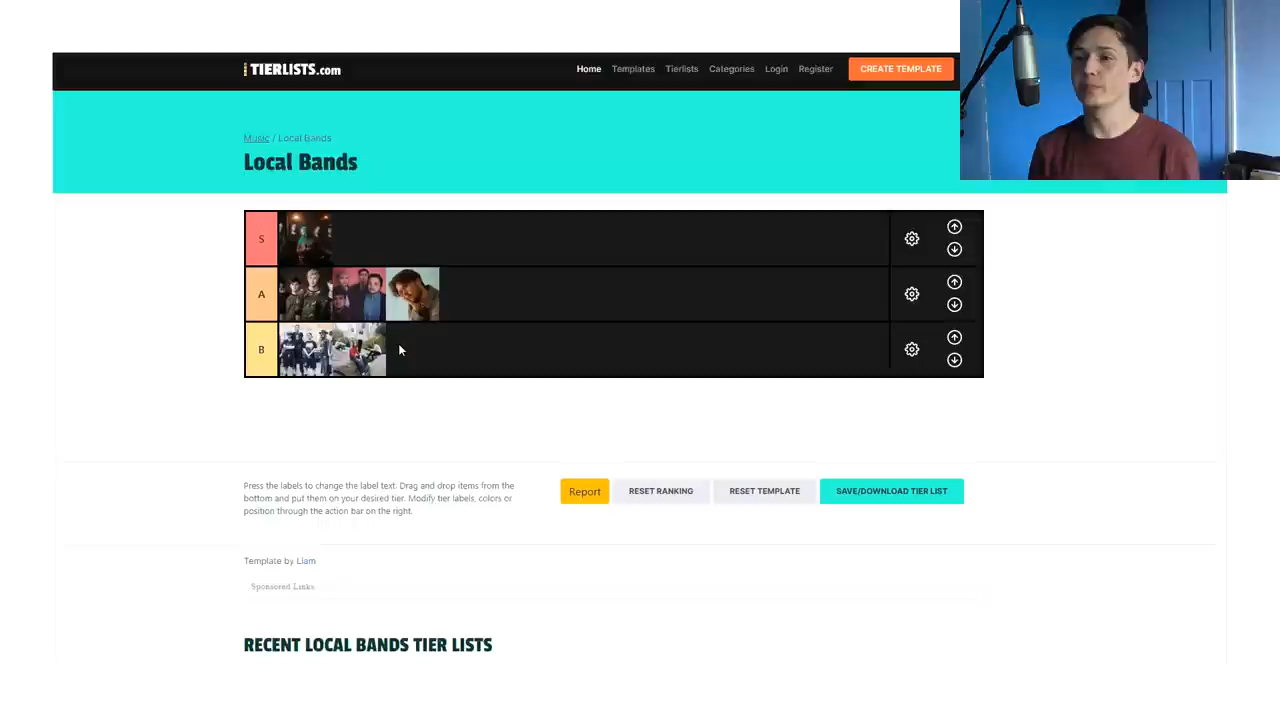 TIERLISTS.com
Home Templates Tierlists Categories Login Register CREATE TEMPLATE
Music / Local Bands
Local Bands
S
A
B
Press the labels to change the label text. Drag and drop items from the
bottom and put them on your desired tier. Modify tier labels, colors or
position through the action bar on the right.
Report RESET RANKING RESET TEMPLATE SAVE/DOWNLOAD TIER LIST
Template by Liam
Sponsored Links
RECENT LOCAL BANDS TIER LISTS